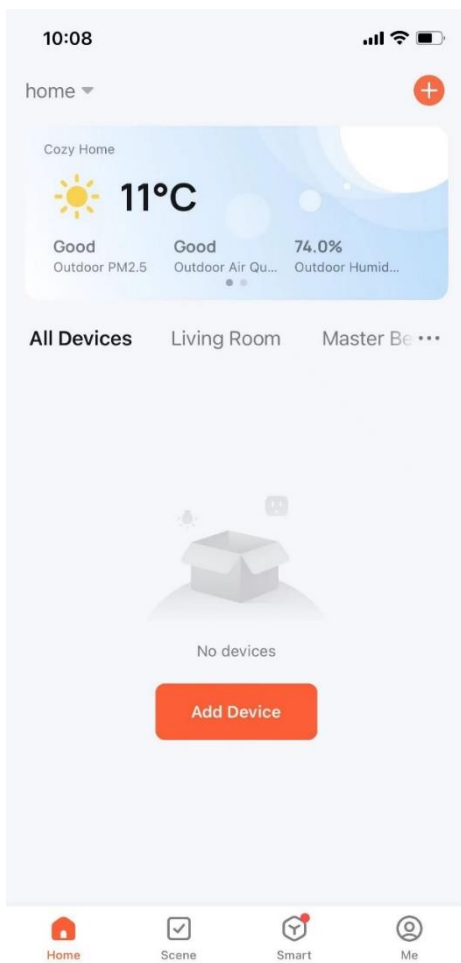 10:08
home
Cozy Home
11°C
Good Good 74.0%
Outdoor PM2.5 Outdoor Air Qu... Outdoor Humid...
All Devices Living Room Master Be
No devices
Add Device
Home Scene Smart Me